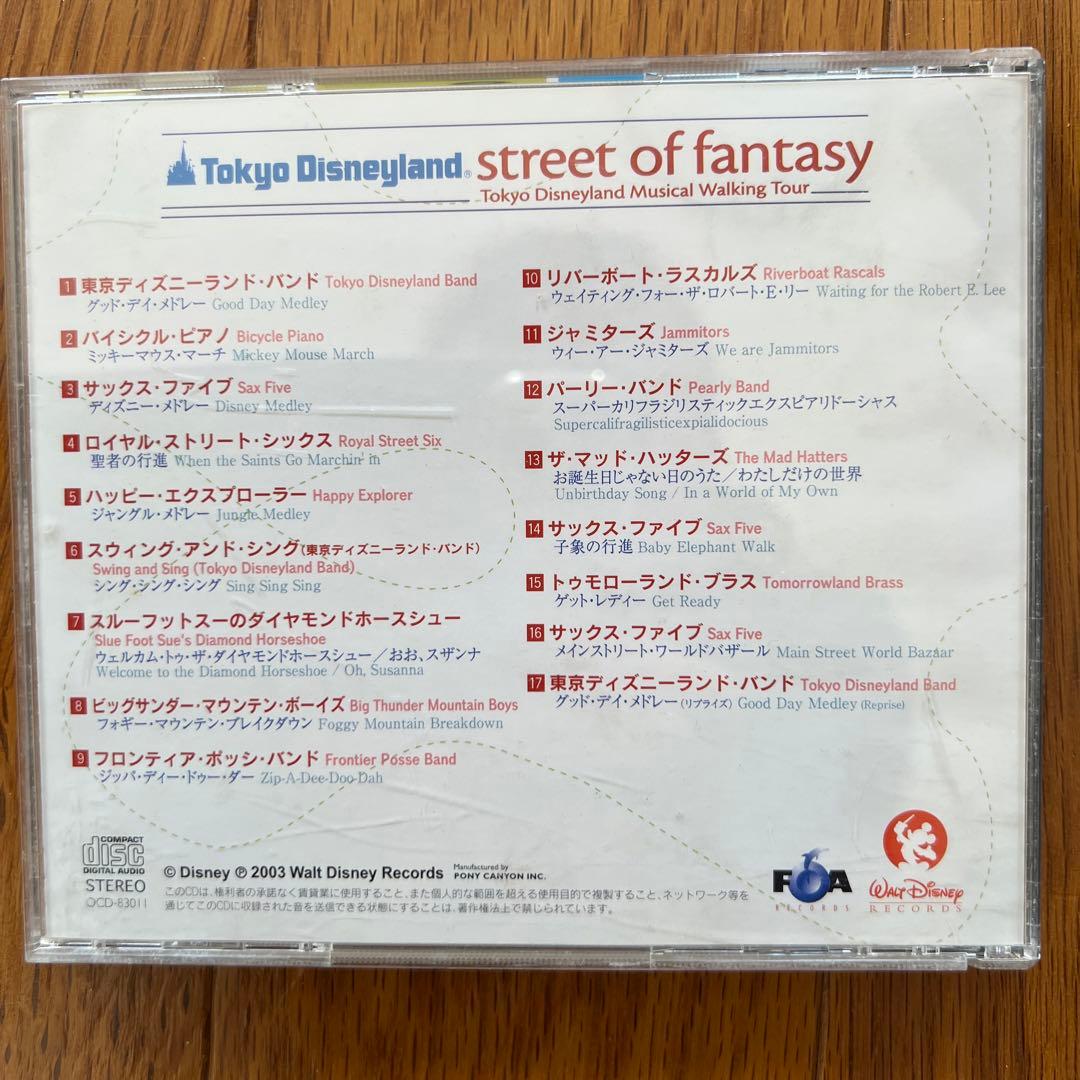 Tokyo Disneyland® street of fantasy
Tokyo Disneyland Musical Walking Tour
1 東京ディズニーランド・バンド Tokyo Disneyland Band
グッド・デイ・メドレー Good Day Medley
2 バイシクル・ピアノ Bicycle Piano
ミッキーマウス・マーチ Mickey Mouse March
3 サックス・ファイブ Sax Five
ディズニー・メドレー Disney Medley
4 ロイヤル・ストリート・シックス Royal Street Six
聖者の行進 When the Saints Go Marchin' in
5 ハッピー・エクスプローラー Happy Explorer
ジャングル・メドレー Jungle Medley
6 スウィング・アンド・シング(東京ディズニーランド・バンド)
Swing and Sing (Tokyo Disneyland Band)
シング・シング・シング Sing Sing Sing
7 スルーフットスーのダイヤモンドホースシュー
Slue Foot Sue's Diamond Horseshoe
ウェルカム・トゥ・ザ・ダイヤモンドホースシュー/おお、スザンナ
Welcome to the Diamond Horseshoe / Oh, Susanna
8 ビッグサンダー・マウンテン・ボーイズ Big Thunder Mountain Boys
フォギー・マウンテン・ブレイクダウン Foggy Mountain Breakdown
9 フロンティア・ポッシ・バンド Frontier Posse Band
ジッパ・ディー・ドゥー・ダー Zip-A-Dee-Doo-Dah
10 リバーボート・ラスカルズ Riverboat Rascals
ウェイティング・フォー・ザ・ロバート・E・リー Waiting for the Robert E. Lee
11 ジャミターズ Jammitors
ウィー・アー・ジャミターズ We are Jammitors
12 パーリー・バンド Pearly Band
スーパーカリフラジリスティックエクスピアリドーシャス
Supercalifragilisticexpialidocious
13 ザ・マッド・ハッターズ The Mad Hatters
お誕生日じゃない日のうた/わたしだけの世界
Unbirthday Song / In a World of My Own
14 サックス・ファイブ Sax Five
子象の行進 Baby Elephant Walk
15 トゥモローランド・ブラス Tomorrowland Brass
ゲット・レディー Get Ready
16 サックス・ファイブ Sax Five
メインストリート・ワールドバザール Main Street World Bazaar
17 東京ディズニーランド・バンド Tokyo Disneyland Band
グッド・デイ・メドレー(リプライズ) Good Day Medley (Reprise)
COMPACT
disc
DIGITAL AUDIO
STEREO
OCD-83011
© Disney ℗ 2003 Walt Disney Records Manufactured by PONY CANYON INC.
このCDは、権利者の承諾なく賃貸業に使用すること、また個人的な範囲を超える使用目的で複製すること、ネットワーク等を
通じてこのCDに収録された音を送信できる状態にすることは、著作権法上で禁じられています。
FOA
RECORDS
WALT DISNEY
RECORDS